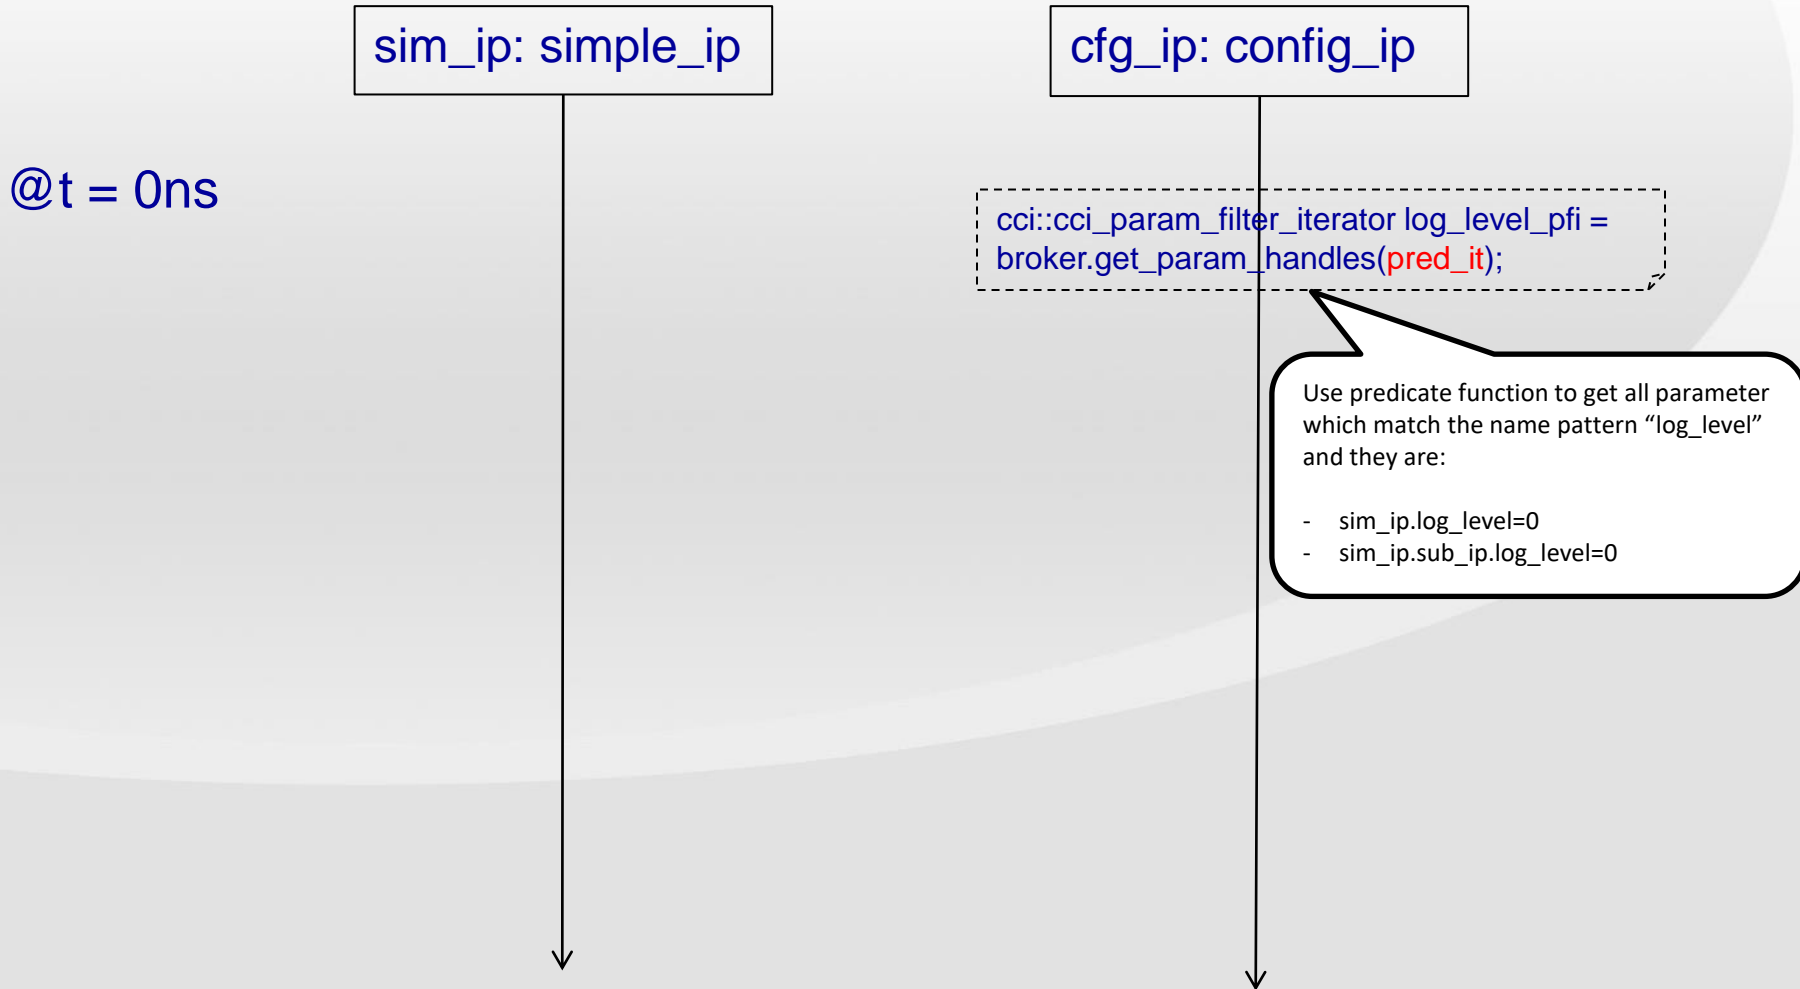 sim_ip: simple_ip
cfg_ip: config_ip
@t = 0ns
cci::cci_param_filter_iterator log_level_pfi =
broker.get_param_handles(pred_it);
Use predicate function to get all parameter
which match the name pattern “log_level”
and they are:
- sim_ip.log_level=0
- sim_ip.sub_ip.log_level=0